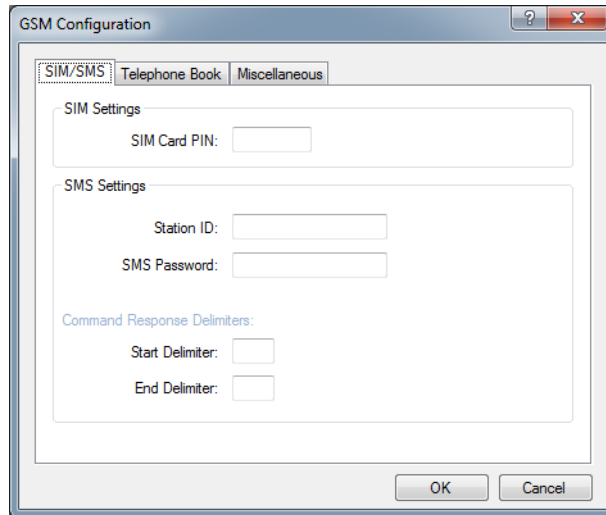 GSM Configuration
SIM/SMS Telephone Book Miscellaneous
SIM Settings
SIM Card PIN:
SMS Settings
Station ID:
SMS Password:
Command Response Delimiters:
Start Delimiter:
End Delimiter:
OK Cancel